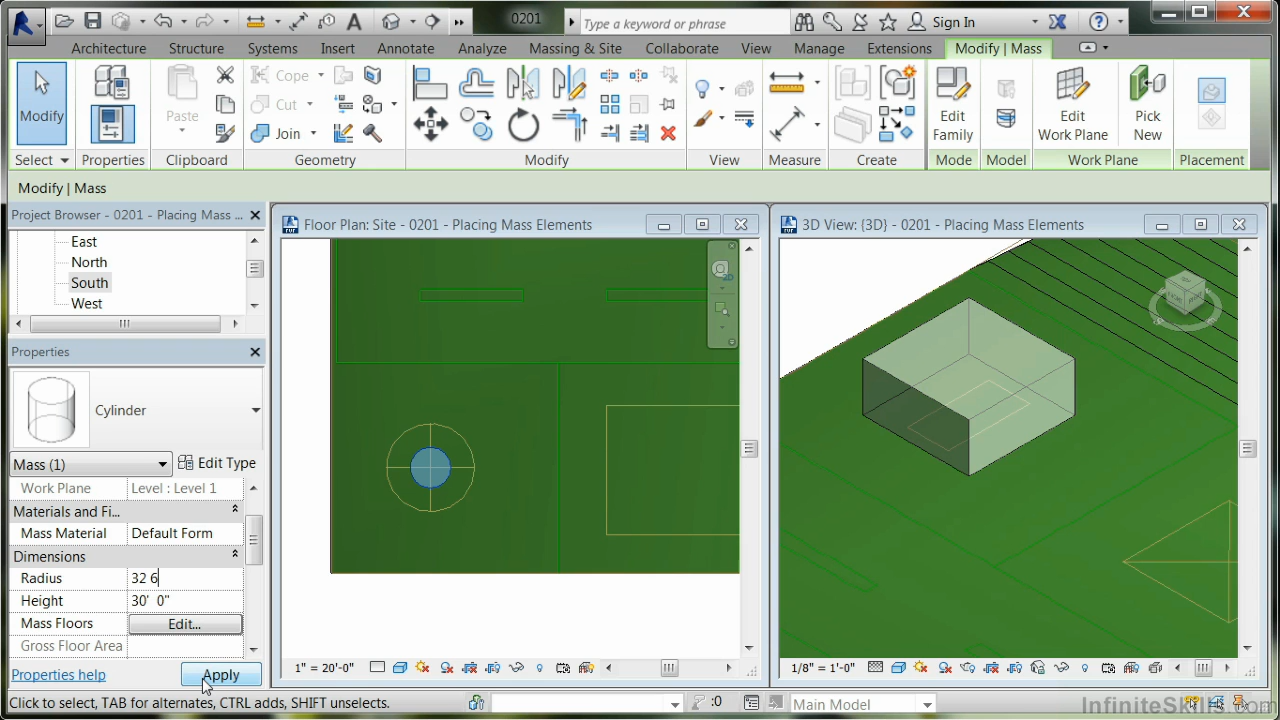 0201
Type a keyword or phrase
Sign In
Architecture Structure Systems Insert Annotate Analyze Massing & Site Collaborate View Manage Extensions Modify | Mass
Modify
Paste
Cope
Cut
Join
Edit Family
Edit Work Plane
Pick New
Select Properties Clipboard Geometry Modify View Measure Create Mode Model Work Plane Placement
Modify | Mass
Project Browser - 0201 - Placing Mass ...
East
North
South
West
Properties
Cylinder
Mass (1)
Edit Type
Work Plane Level : Level 1
Materials and Fi...
Mass Material Default Form
Dimensions
Radius 32 6
Height 30' 0"
Mass Floors Edit...
Gross Floor Area
Properties help
Apply
Floor Plan: Site - 0201 - Placing Mass Elements
1" = 20'-0"
3D View: {3D} - 0201 - Placing Mass Elements
1/8" = 1'-0"
Click to select, TAB for alternates, CTRL adds, SHIFT unselects.
:0
Main Model